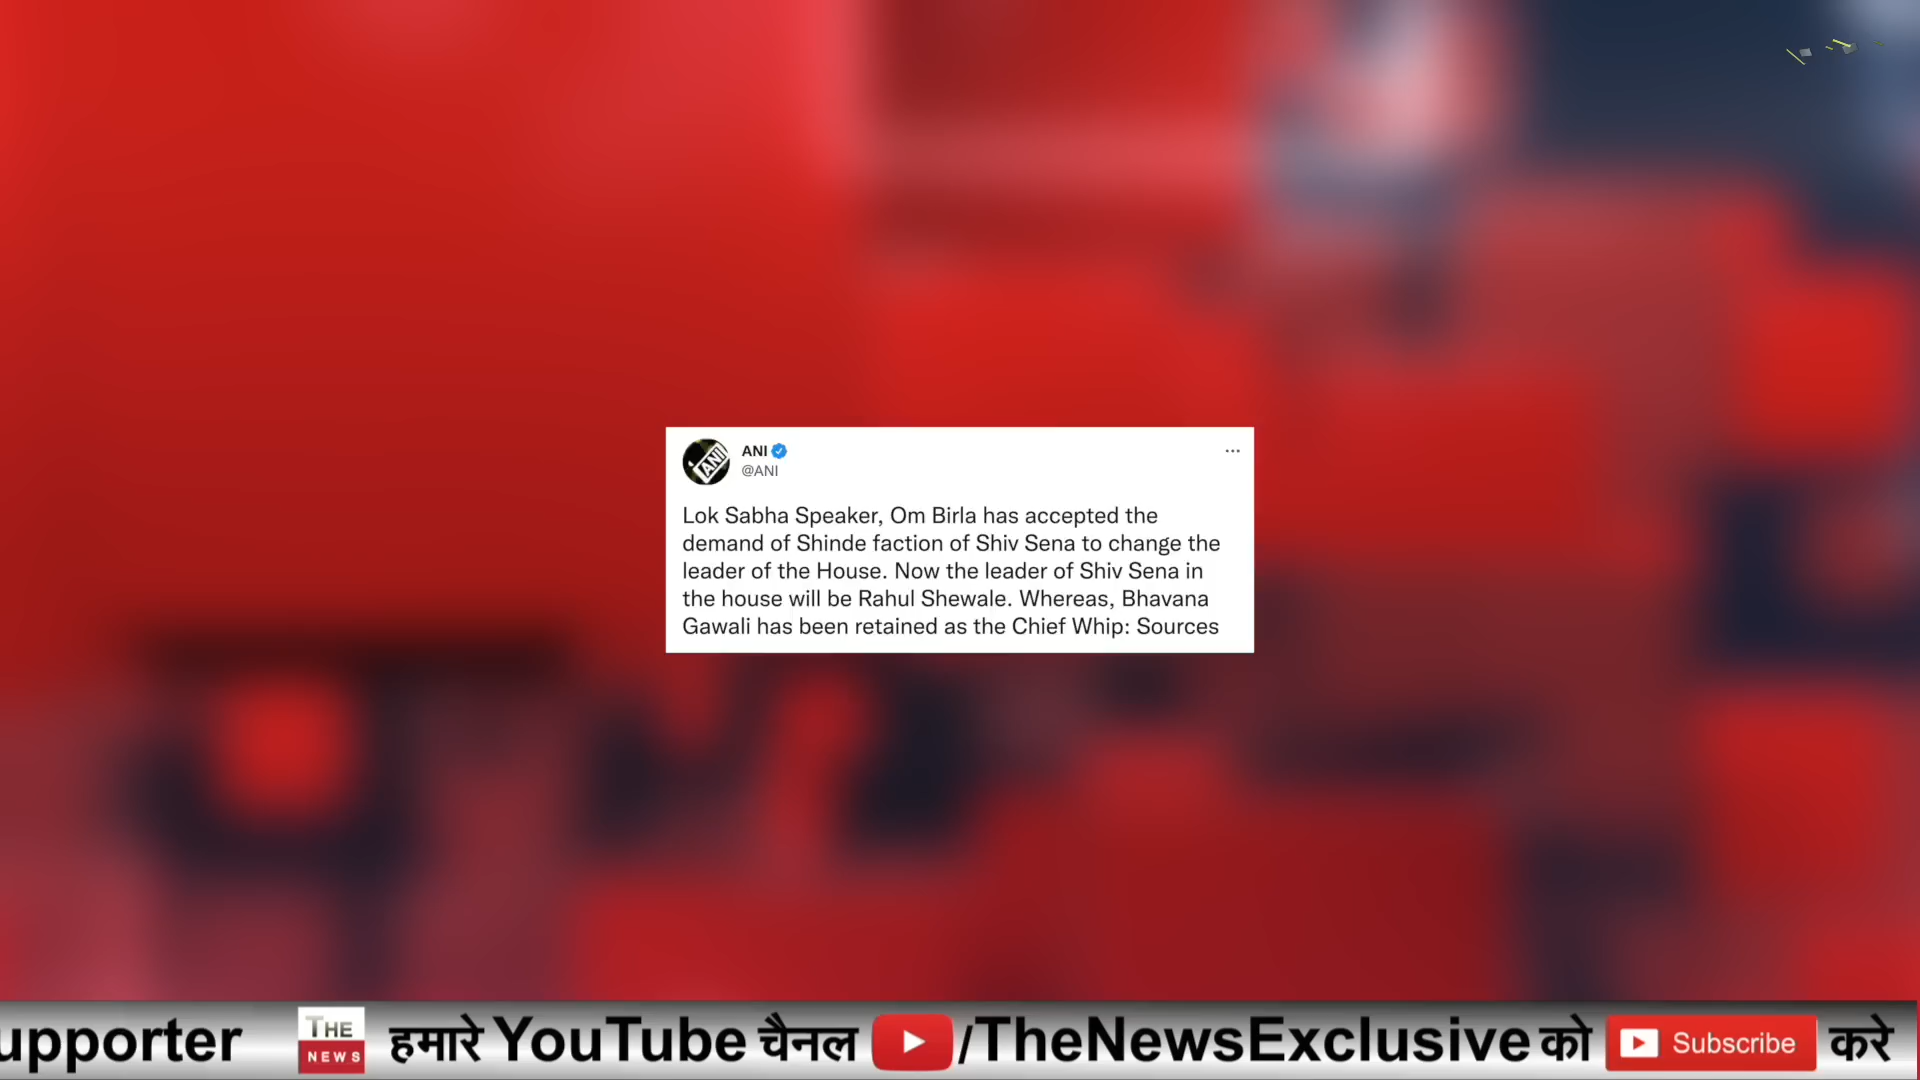 ANI
ANI
@ANI
Lok Sabha Speaker, Om Birla has accepted the
demand of Shinde faction of Shiv Sena to change the
leader of the House. Now the leader of Shiv Sena in
the house will be Rahul Shewale. Whereas, Bhavana
Gawali has been retained as the Chief Whip: Sources
upporter THE NEWS हमारे YouTube चैनल /TheNewsExclusive को Subscribe करे